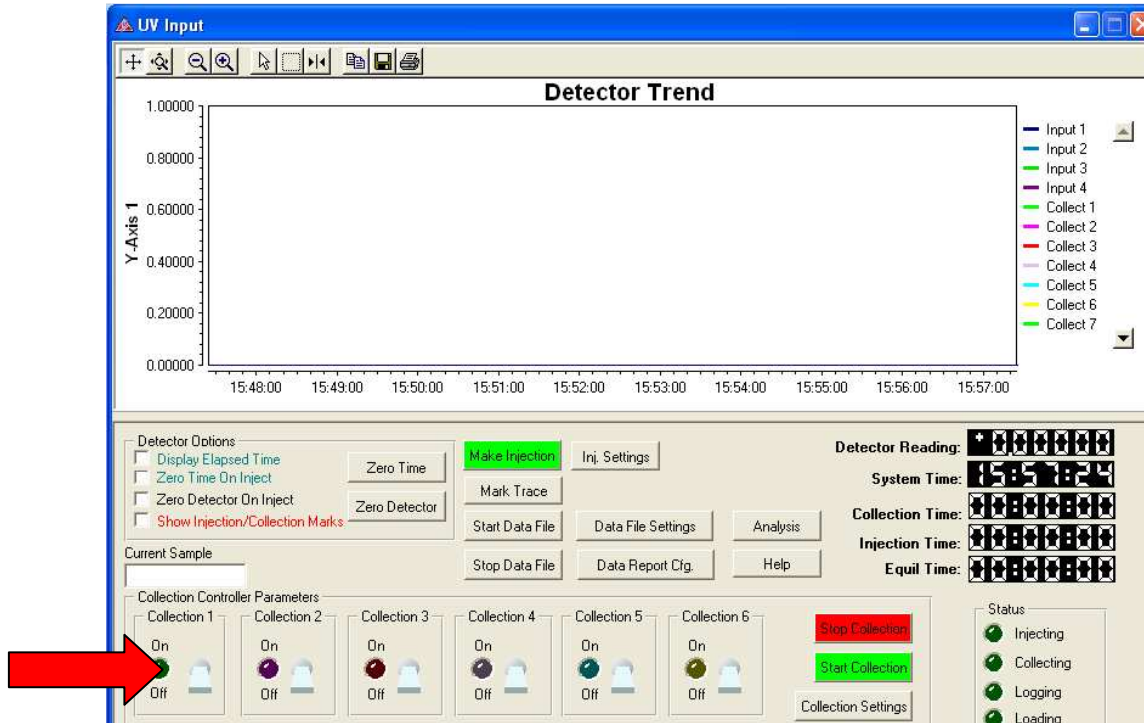 UV Input
Detector Trend
1.00000
0.80000
0.60000
0.40000
0.20000
0.00000
Y-Axis 1
15:48:00 15:49:00 15:50:00 15:51:00 15:52:00 15:53:00 15:54:00 15:55:00 15:56:00 15:57:00
Input 1
Input 2
Input 3
Input 4
Collect 1
Collect 2
Collect 3
Collect 4
Collect 5
Collect 6
Collect 7
Detector Options
Display Elapsed Time
Zero Time On Inject
Zero Detector On Inject
Show Injection/Collection Marks
Zero Time
Zero Detector
Current Sample
Make Injection
Inj. Settings
Mark Trace
Start Data File
Data File Settings
Analysis
Stop Data File
Data Report Cfg.
Help
Detector Reading:
System Time:
Collection Time:
Injection Time:
Equil Time:
Collection Controller Parameters
Collection 1
On
Off
Collection 2
On
Off
Collection 3
On
Off
Collection 4
On
Off
Collection 5
On
Off
Collection 6
On
Off
Stop Collection
Start Collection
Collection Settings
Status
Injecting
Collecting
Logging
Loading